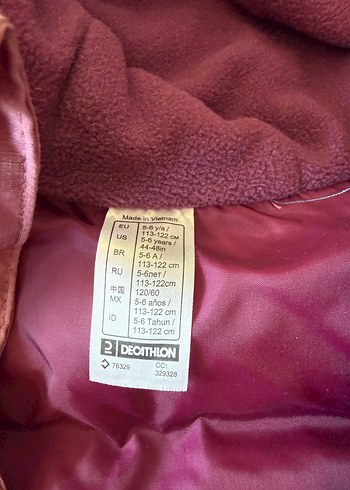 Made in Vietnam
EU 5-6 y/s /
113-122 см
US 5-6 years /
44-48in
BR 5-6 A /
113-122 cm
RU 5-6лет /
113-122cm
中国 120/60
MX 5-6 años /
113-122 cm
ID 5-6 Tahun /
113-122 cm
DECATHLON
76329 CC:
329328